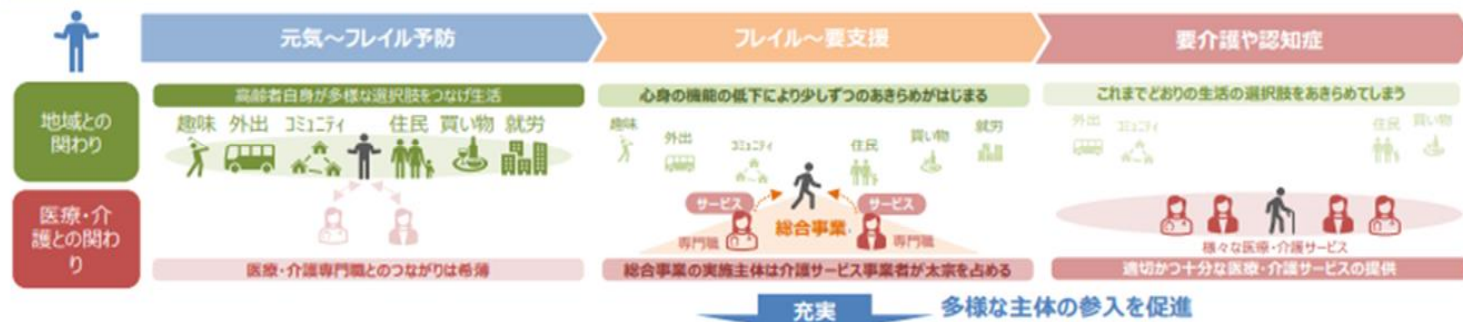 元気～フレイル予防
フレイル～要支援
要介護や認知症
地域との
関わり
高齢者自身が多様な選択肢をつなげ生活
趣味 外出 コミュニティ 住民 買い物 就労
心身の機能の低下により少しずつのあきらめがはじまる
趣味 外出 コミュニティ 住民 買い物 就労
これまでどおりの生活の選択肢をあきらめてしまう
外出 コミュニティ 住民 買い物
医療・介
護との関わ
り
医療・介護専門職とのつながりは希薄
サービス サービス
総合事業
専門職 専門職
総合事業の実施主体は介護サービス事業者が太宗を占める
様々な医療・介護サービス
適切かつ十分な医療・介護サービスの提供
充実
多様な主体の参入を促進